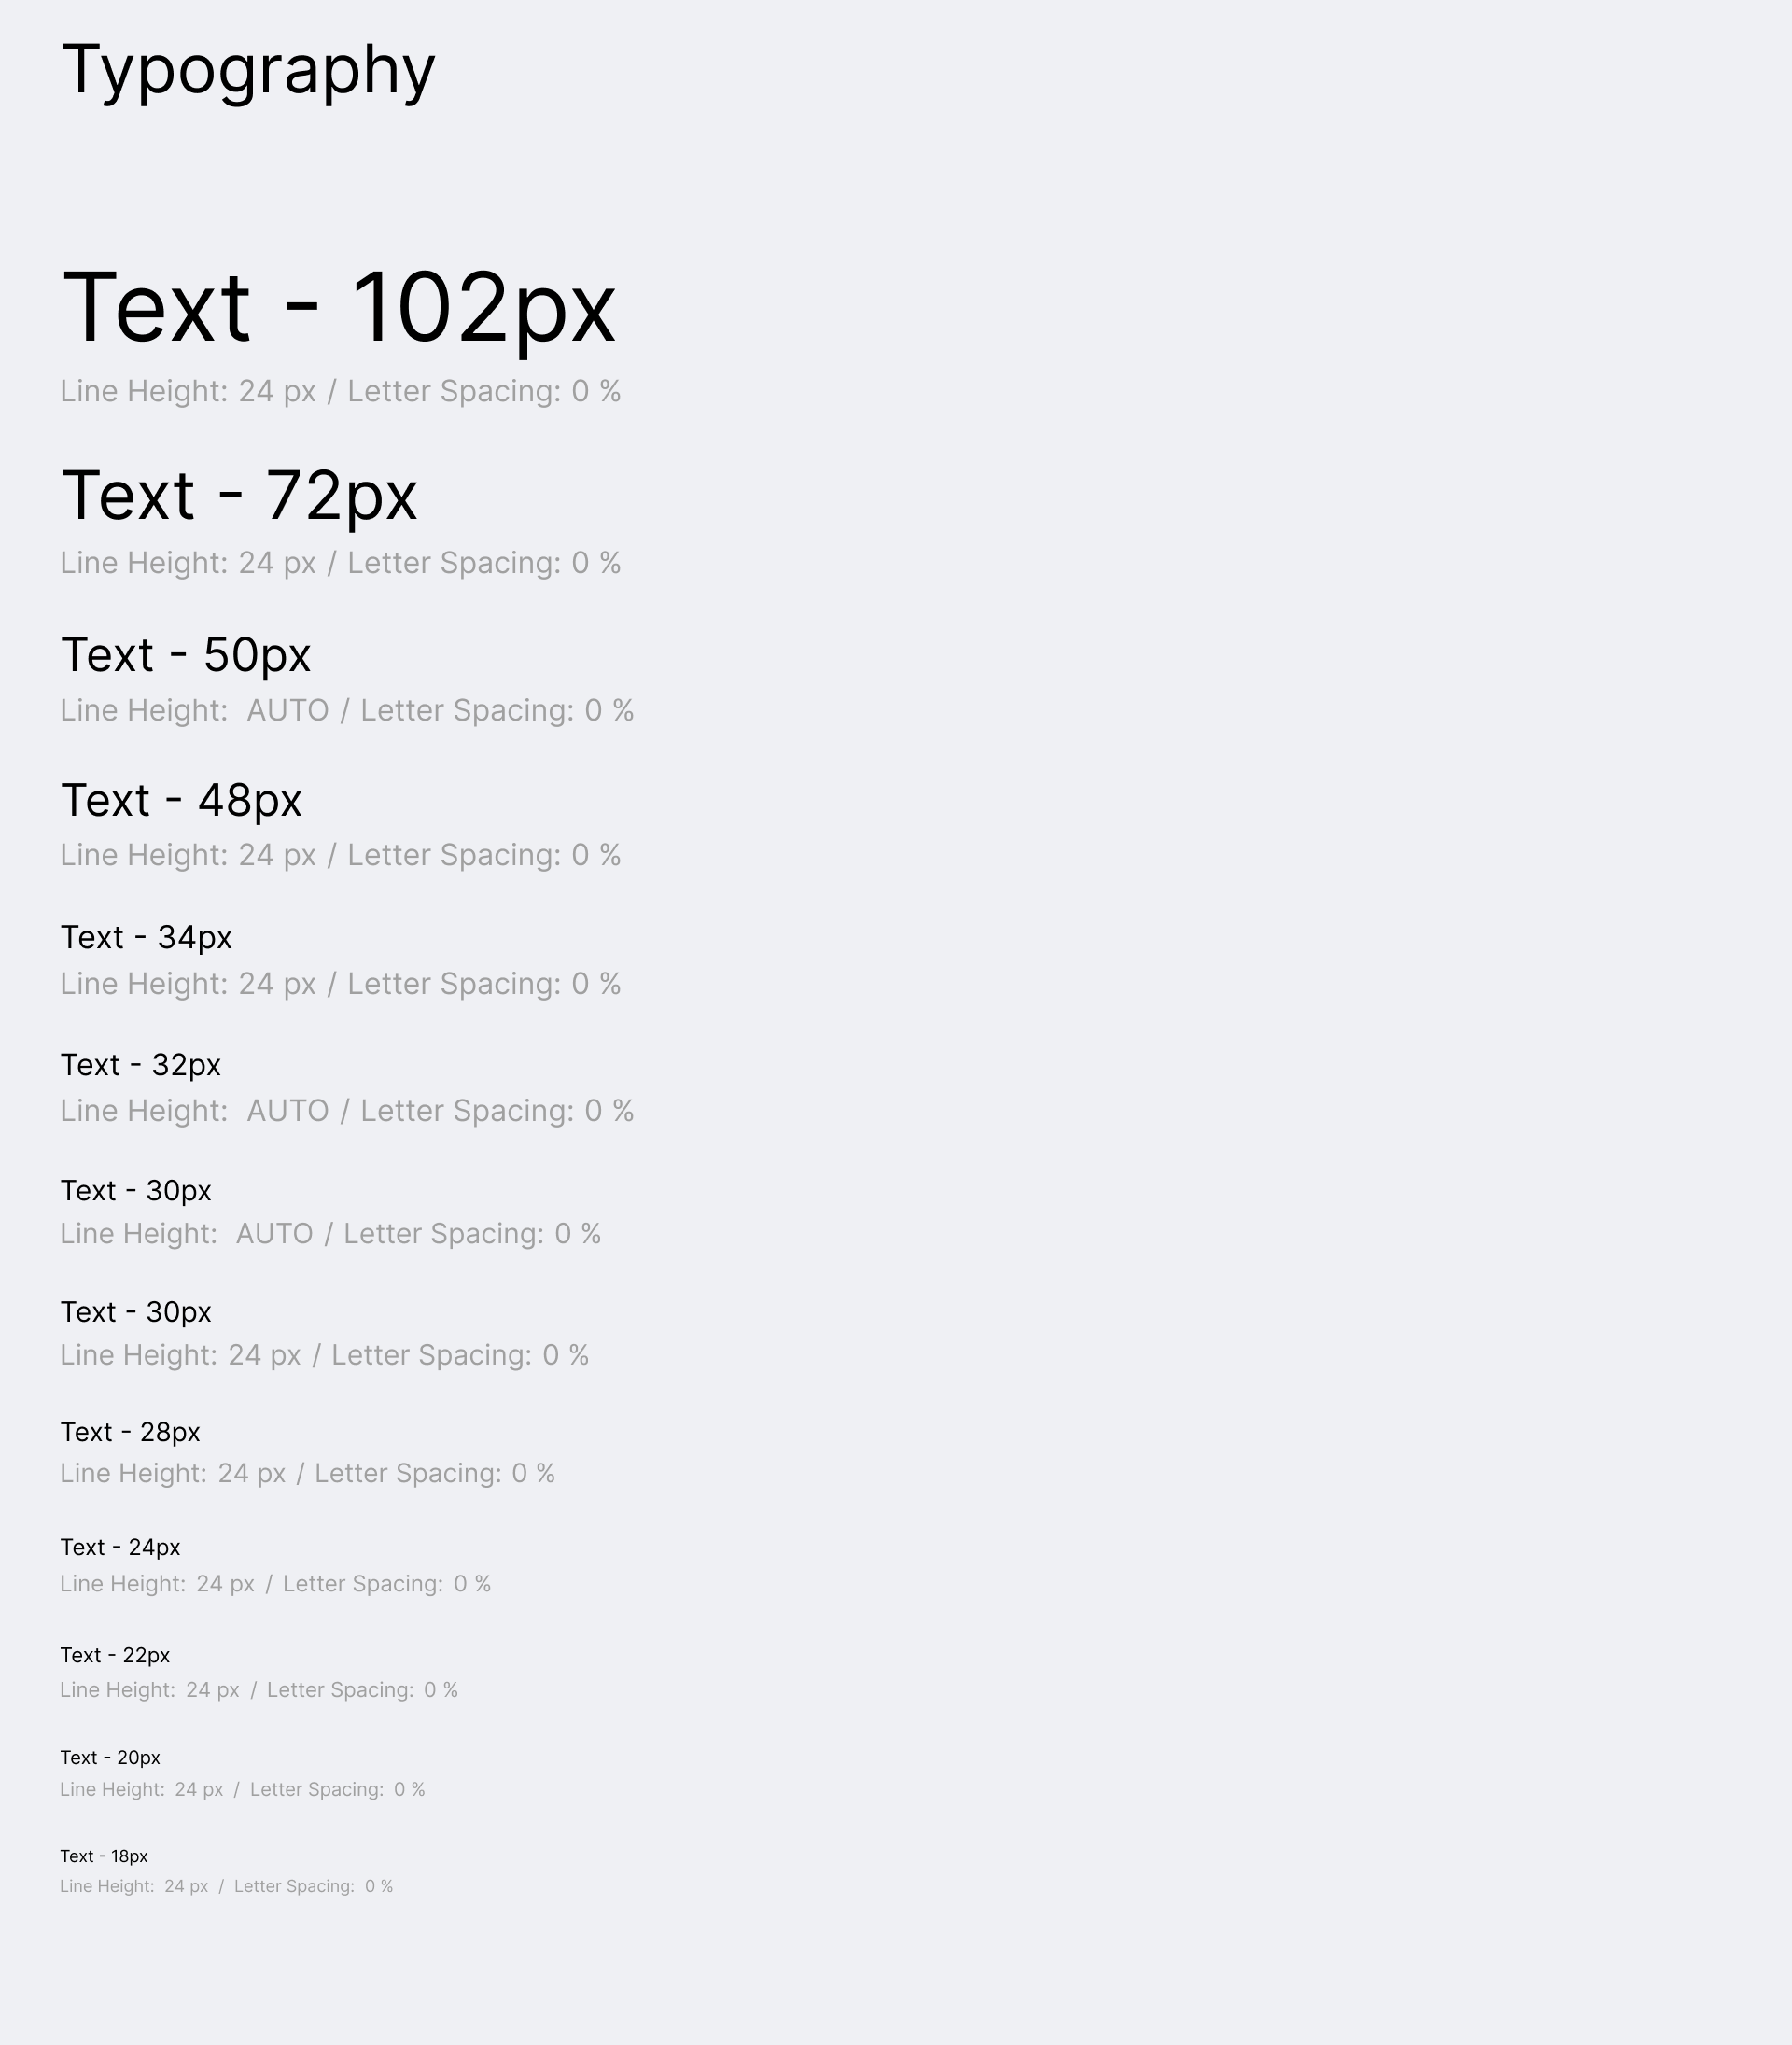 Typography
Text - 102px
Line Height: 24 px / Letter Spacing: 0 %
Text - 72px
Line Height: 24 px / Letter Spacing: 0 %
Text - 50px
Line Height:  AUTO / Letter Spacing: 0 %
Text - 48px
Line Height: 24 px / Letter Spacing: 0 %
Text - 34px
Line Height: 24 px / Letter Spacing: 0 %
Text - 32px
Line Height:  AUTO / Letter Spacing: 0 %
Text - 30px
Line Height:  AUTO / Letter Spacing: 0 %
Text - 30px
Line Height: 24 px / Letter Spacing: 0 %
Text - 28px
Line Height: 24 px / Letter Spacing: 0 %
Text - 24px
Line Height: 24 px / Letter Spacing: 0 %
Text - 22px
Line Height: 24 px / Letter Spacing: 0 %
Text - 20px
Line Height: 24 px / Letter Spacing: 0 %
Text - 18px
Line Height: 24 px / Letter Spacing: 0 %